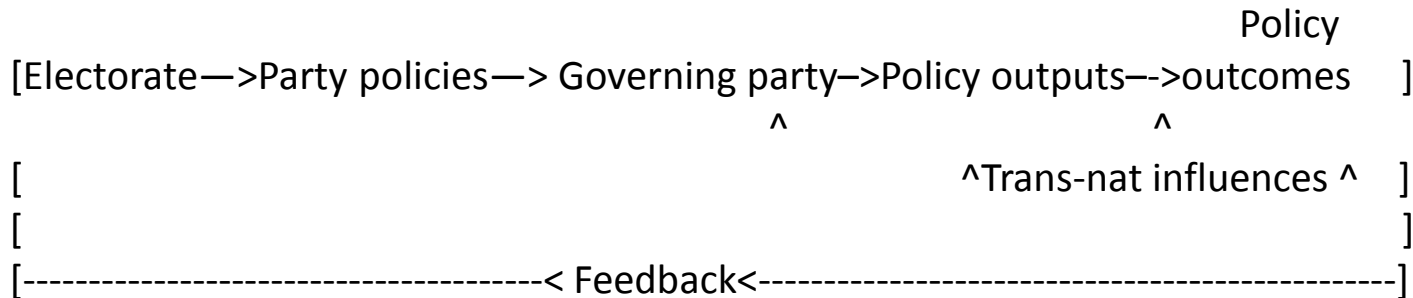 Policy
[Electorate—>Party policies—> Governing party–>Policy outputs–->outcomes ]
^ ^
[ ^Trans-nat influences ^ ]
[ ]
[---------------------------------------< Feedback<-------------------------------------------------]